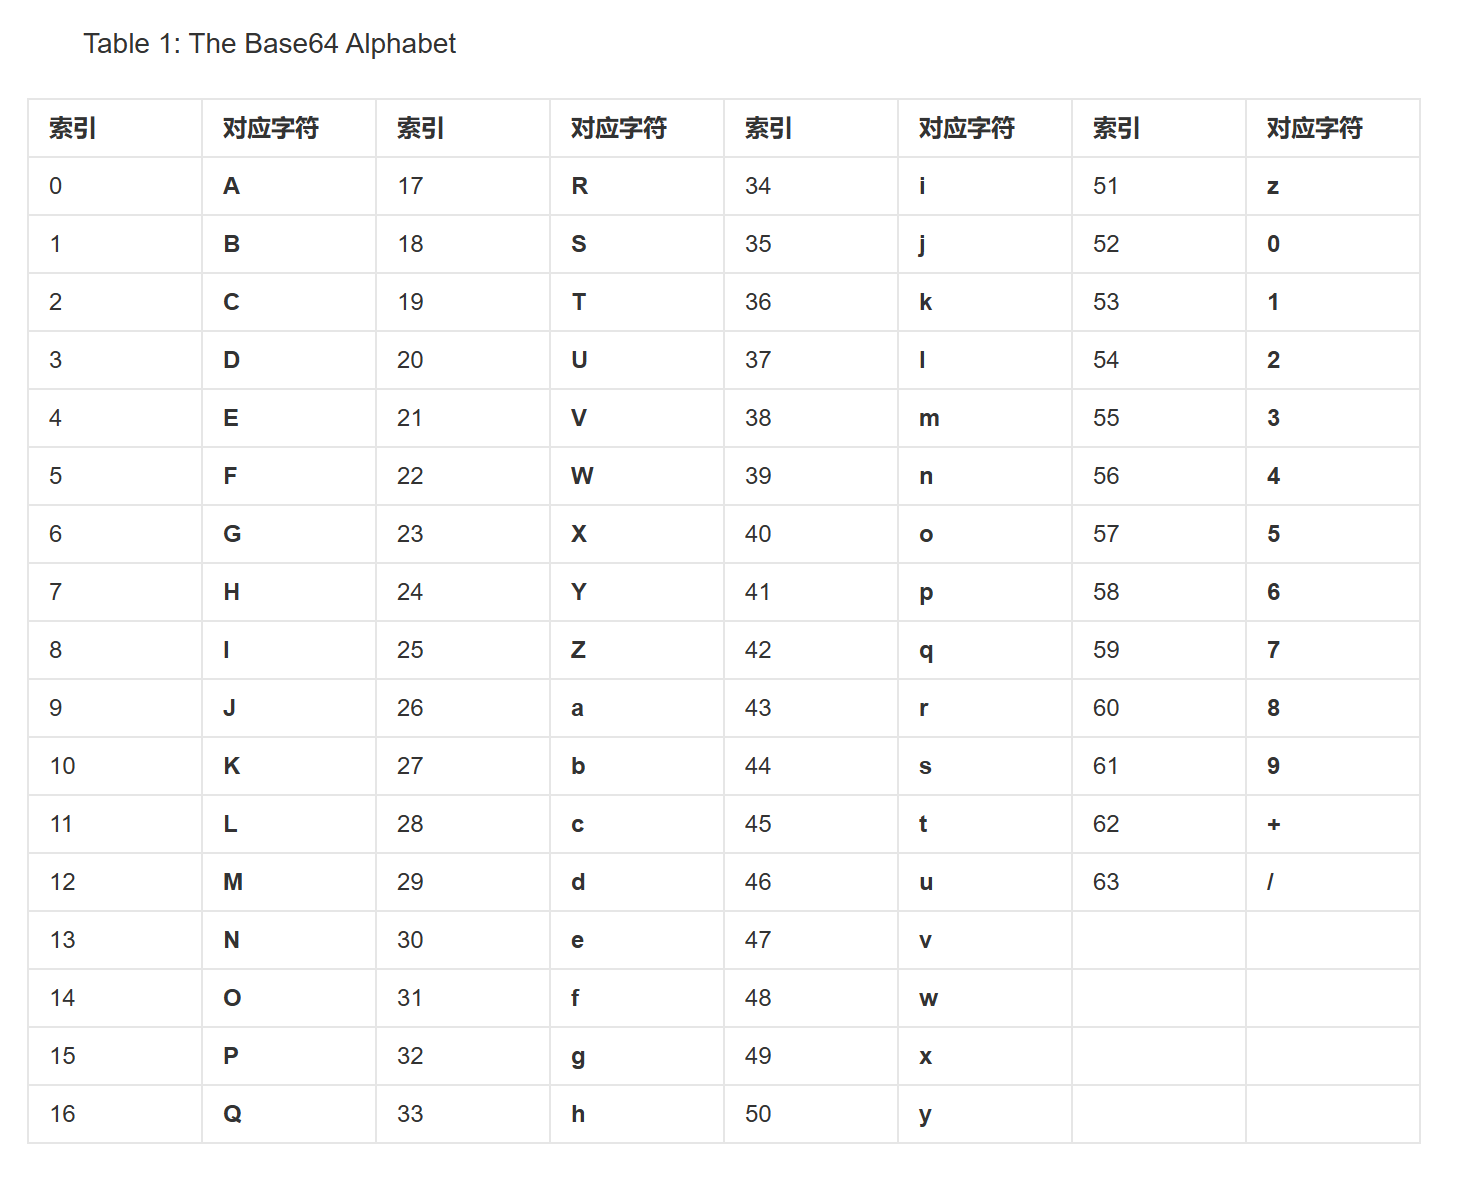 Table 1: The Base64 Alphabet
索引 对应字符 索引 对应字符 索引 对应字符 索引 对应字符
0 A 17 R 34 i 51 z
1 B 18 S 35 j 52 0
2 C 19 T 36 k 53 1
3 D 20 U 37 l 54 2
4 E 21 V 38 m 55 3
5 F 22 W 39 n 56 4
6 G 23 X 40 o 57 5
7 H 24 Y 41 p 58 6
8 I 25 Z 42 q 59 7
9 J 26 a 43 r 60 8
10 K 27 b 44 s 61 9
11 L 28 c 45 t 62 +
12 M 29 d 46 u 63 /
13 N 30 e 47 v
14 O 31 f 48 w
15 P 32 g 49 x
16 Q 33 h 50 y